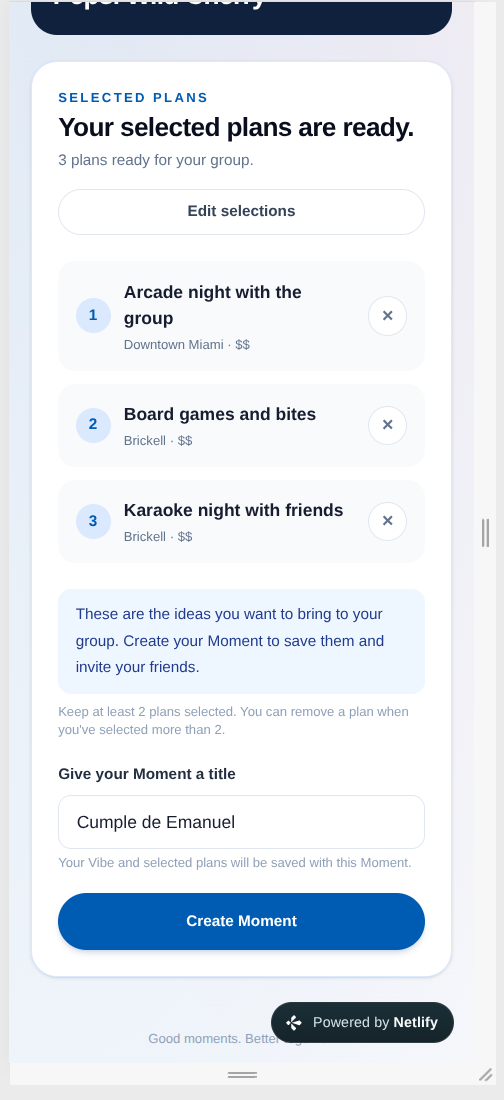 SELECTED PLANS
Your selected plans are ready.
3 plans ready for your group.
Edit selections
1
Arcade night with the
group
Downtown Miami · $$
×
2
Board games and bites
Brickell · $$
×
3
Karaoke night with friends
Brickell · $$
×
These are the ideas you want to bring to your
group. Create your Moment to save them and
invite your friends.
Keep at least 2 plans selected. You can remove a plan when
you've selected more than 2.
Give your Moment a title
Cumple de Emanuel
Your Vibe and selected plans will be saved with this Moment.
Create Moment
Powered by Netlify
Good moments. Better